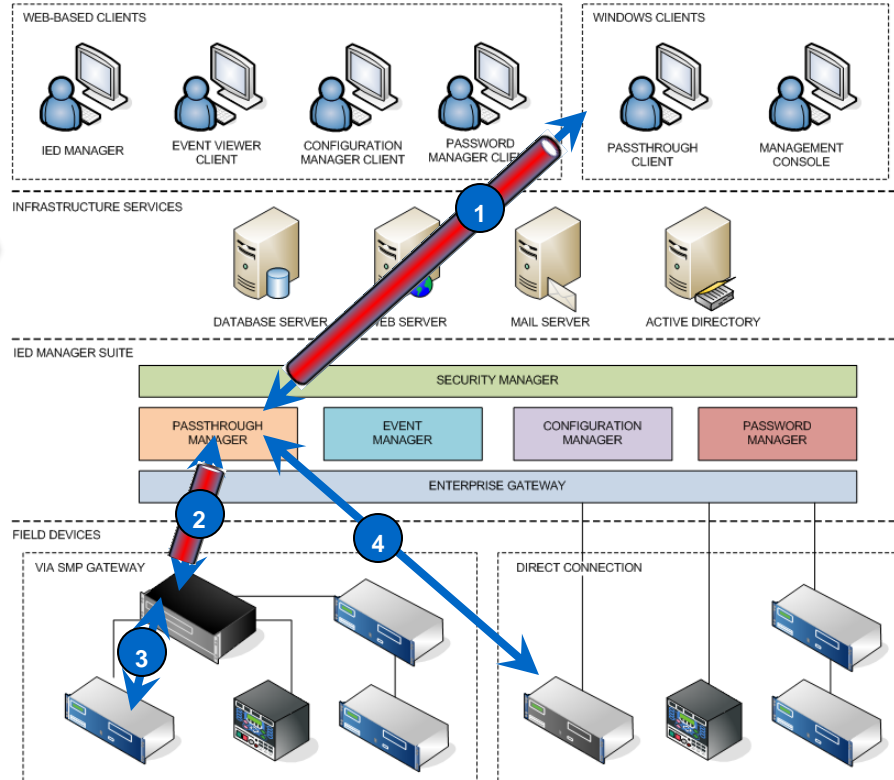 WEB-BASED CLIENTS
WINDOWS CLIENTS
IED MANAGER
EVENT VIEWER
CLIENT
CONFIGURATION
MANAGER CLIENT
PASSWORD
MANAGER CLIEN
PASSTHROUGH
CLIENT
MANAGEMENT
CONSOLE
1
INFRASTRUCTURE SERVICES
DATABASE SERVER
EB SERVER
MAIL SERVER
ACTIVE DIRECTORY
IED MANAGER SUITE
SECURITY MANAGER
PASSTHROUGH
MANAGER
EVENT
MANAGER
CONFIGURATION
MANAGER
PASSWORD
MANAGER
ENTERPRISE GATEWAY
2
4
FIELD DEVICES
VIA SMP GATEWAY
DIRECT CONNECTION
3